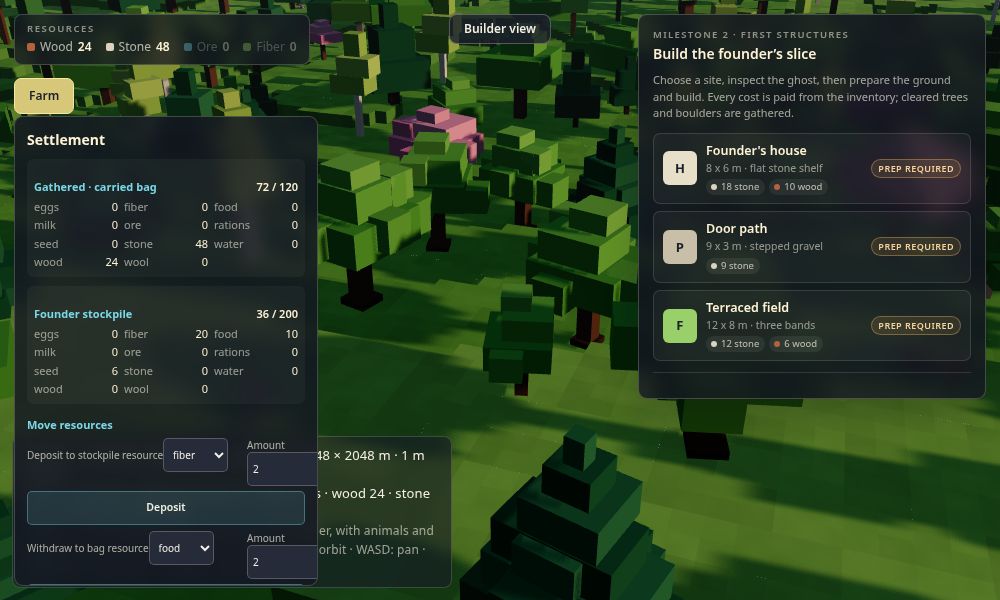 RESOURCES
Wood 24 Stone 48 Ore 0 Fiber 0
Builder view
Farm
Settlement
Gathered · carried bag 72 / 120
eggs 0 fiber 0 food 0
milk 0 ore 0 rations 0
seed 0 stone 48 water 0
wood 24 wool 0
Founder stockpile 36 / 200
eggs 0 fiber 20 food 10
milk 0 ore 0 rations 0
seed 6 stone 0 water 0
wood 0 wool 0
Move resources
Deposit to stockpile resource fiber Amount 2
Deposit
Withdraw to bag resource food Amount 2
48 × 2048 m · 1 m
· wood 24 · stone
with animals and
orbit · WASD: pan ·
MILESTONE 2 · FIRST STRUCTURES
Build the founder's slice
Choose a site, inspect the ghost, then prepare the ground
and build. Every cost is paid from the inventory; cleared trees
and boulders are gathered.
H Founder's house
8 x 6 m · flat stone shelf
18 stone 10 wood
PREP REQUIRED
P Door path
9 x 3 m · stepped gravel
9 stone
PREP REQUIRED
F Terraced field
12 x 8 m · three bands
12 stone 6 wood
PREP REQUIRED